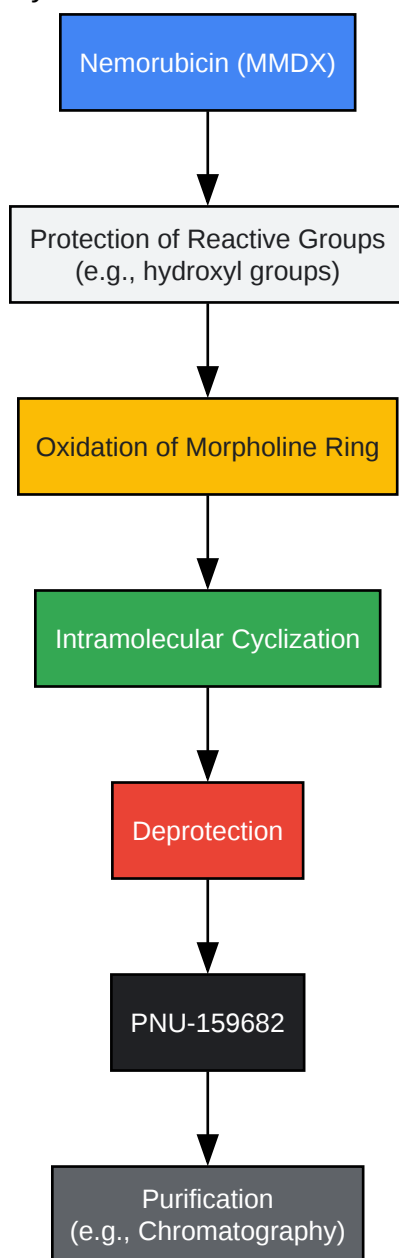 Nemorubicin (MMDX)
Protection of Reactive Groups
(e.g., hydroxyl groups)
Oxidation of Morpholine Ring
Intramolecular Cyclization
Deprotection
PNU-159682
Purification
(e.g., Chromatography)